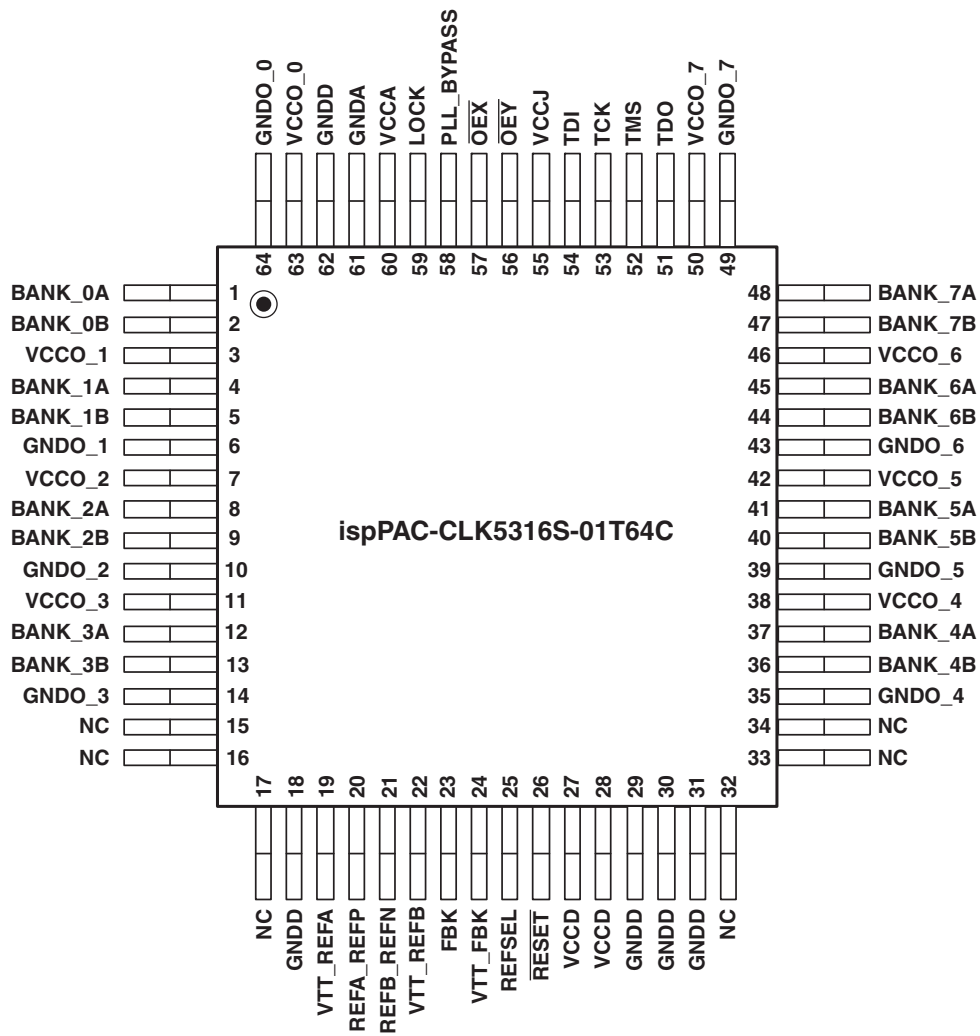 GNDO_0
VCCO_0
GNDD
GNDA
VCCA
LOCK
PLL_BYPASS
OEX
OEY
VCCJ
TDI
TCK
TMS
TDO
VCCO_7
GNDO_7
64
63
62
61
60
59
58
57
56
55
54
53
52
51
50
49
BANK_0A 1
BANK_0B 2
VCCO_1 3
BANK_1A 4
BANK_1B 5
GNDO_1 6
VCCO_2 7
BANK_2A 8
BANK_2B 9
GNDO_2 10
VCCO_3 11
BANK_3A 12
BANK_3B 13
GNDO_3 14
NC 15
NC 16
ispPAC-CLK5316S-01T64C
48 BANK_7A
47 BANK_7B
46 VCCO_6
45 BANK_6A
44 BANK_6B
43 GNDO_6
42 VCCO_5
41 BANK_5A
40 BANK_5B
39 GNDO_5
38 VCCO_4
37 BANK_4A
36 BANK_4B
35 GNDO_4
34 NC
33 NC
17
18
19
20
21
22
23
24
25
26
27
28
29
30
31
32
NC
GNDD
VTT_REFA
REFA_REFP
REFB_REFN
VTT_REFB
FBK
VTT_FBK
REFSEL
RESET
VCCD
VCCD
GNDD
GNDD
GNDD
NC